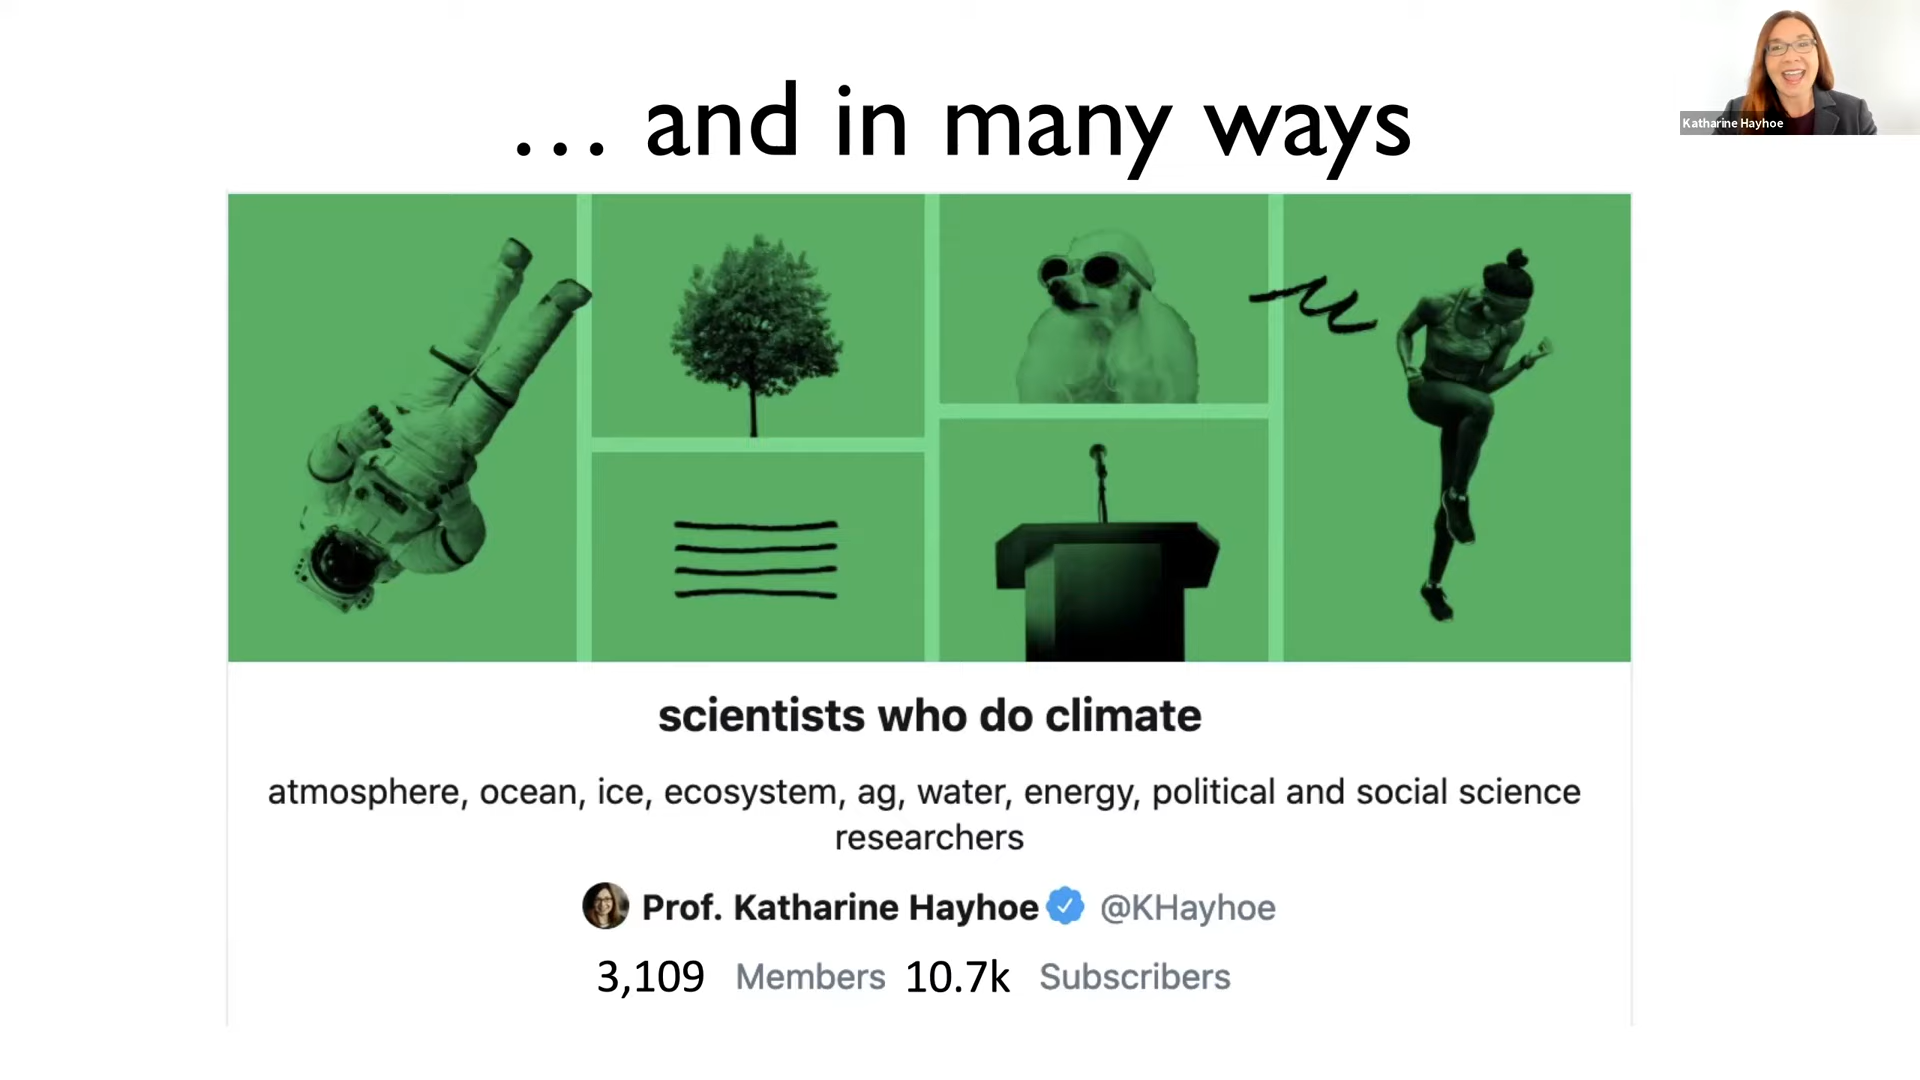 … and in many ways
Katharine Hayhoe
scientists who do climate
atmosphere, ocean, ice, ecosystem, ag, water, energy, political and social science
researchers
Prof. Katharine Hayhoe @KHayhoe
3,109 Members 10.7k Subscribers